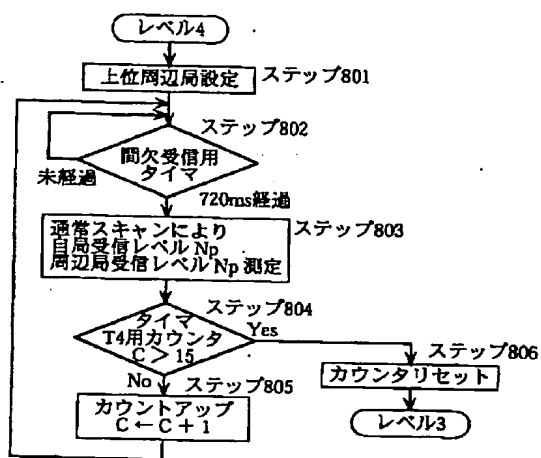 レベル4
上位周辺局設定
ステップ801
ステップ802
間欠受信用
タイマ
未経過
720ms経過
通常スキャンにより
自局受信レベル Np
周辺局受信レベル Np 測定
ステップ803
ステップ804
タイマ
T4用カウンタ
C > 15
Yes
No
ステップ805
カウントアップ
C ← C + 1
ステップ806
カウンタリセット
レベル3